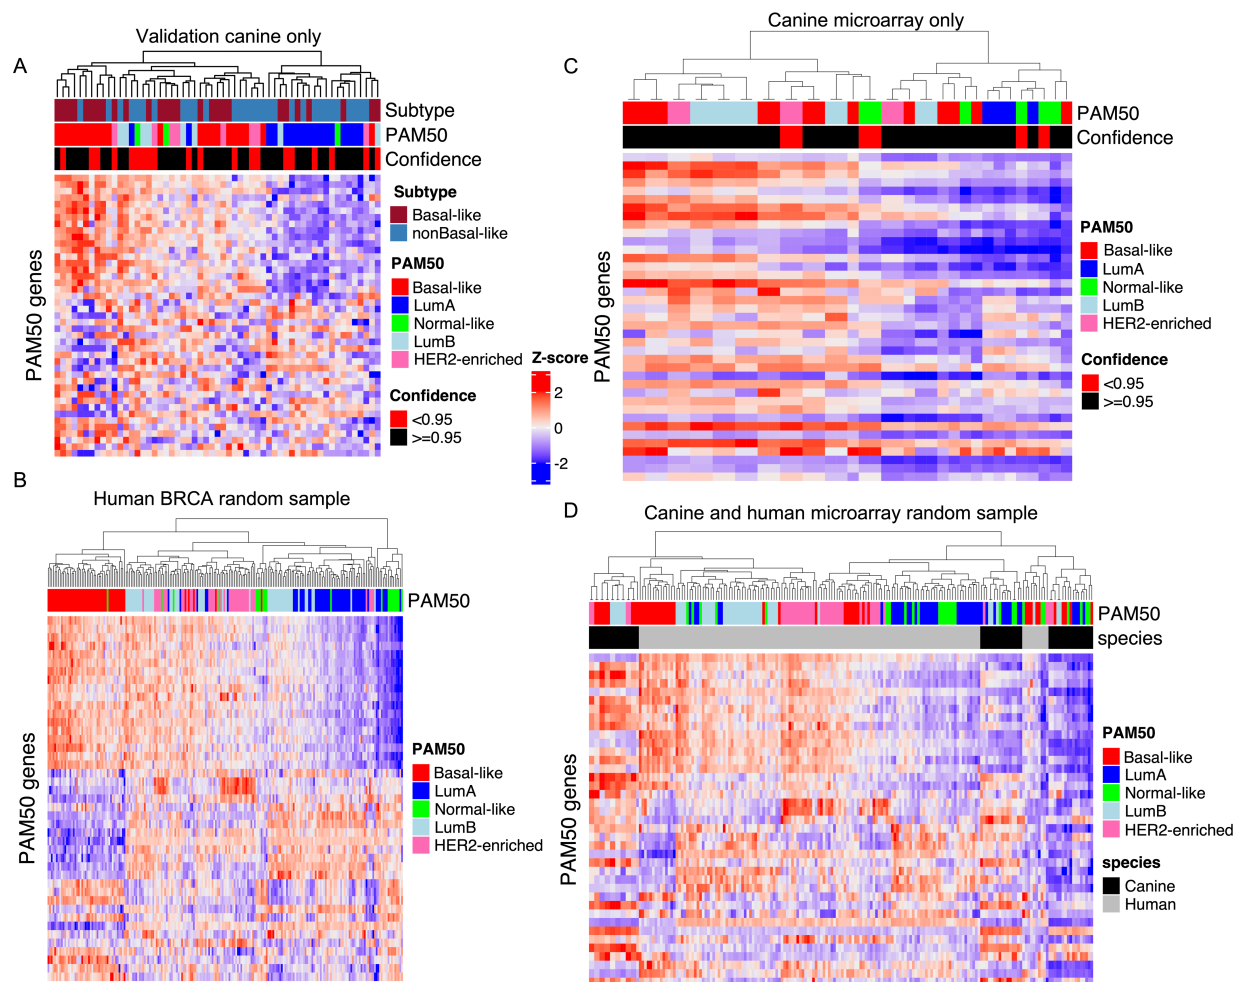 A
Validation canine only
Subtype
PAM50
Confidence
PAM50 genes
Subtype
Basal-like
nonBasal-like
PAM50
Basal-like
LumA
Normal-like
LumB
HER2-enriched
Confidence
<0.95
>=0.95
Z-score
2
0
-2
B
Human BRCA random sample
PAM50
PAM50 genes
PAM50
Basal-like
LumA
Normal-like
LumB
HER2-enriched
C
Canine microarray only
PAM50
Confidence
PAM50 genes
PAM50
Basal-like
LumA
Normal-like
LumB
HER2-enriched
Confidence
<0.95
>=0.95
D
Canine and human microarray random sample
PAM50
species
PAM50 genes
PAM50
Basal-like
LumA
Normal-like
LumB
HER2-enriched
species
Canine
Human